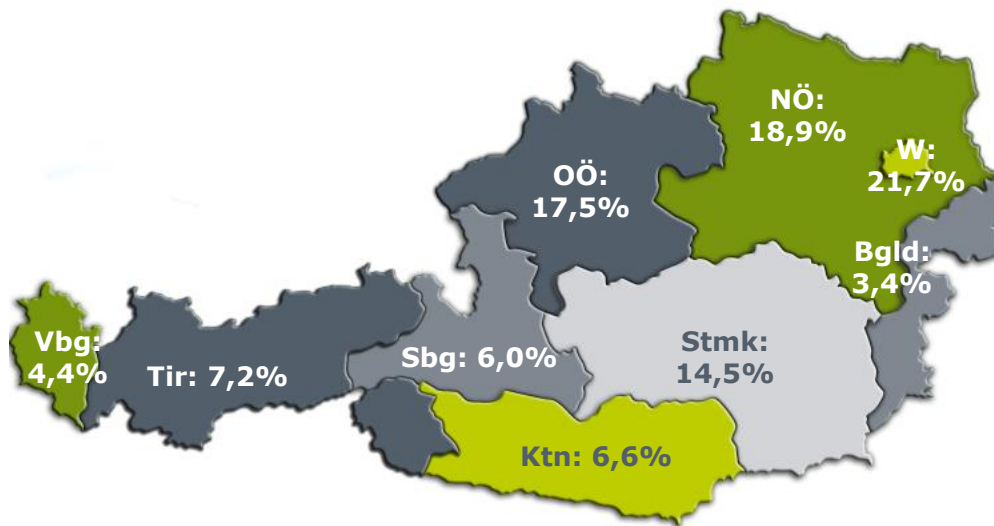 NÖ:
18,9%
W:
21,7%
OÖ:
17,5%
Bgld:
3,4%
Vbg:
4,4%
Tir: 7,2%
Sbg: 6,0%
Stmk:
14,5%
Ktn: 6,6%